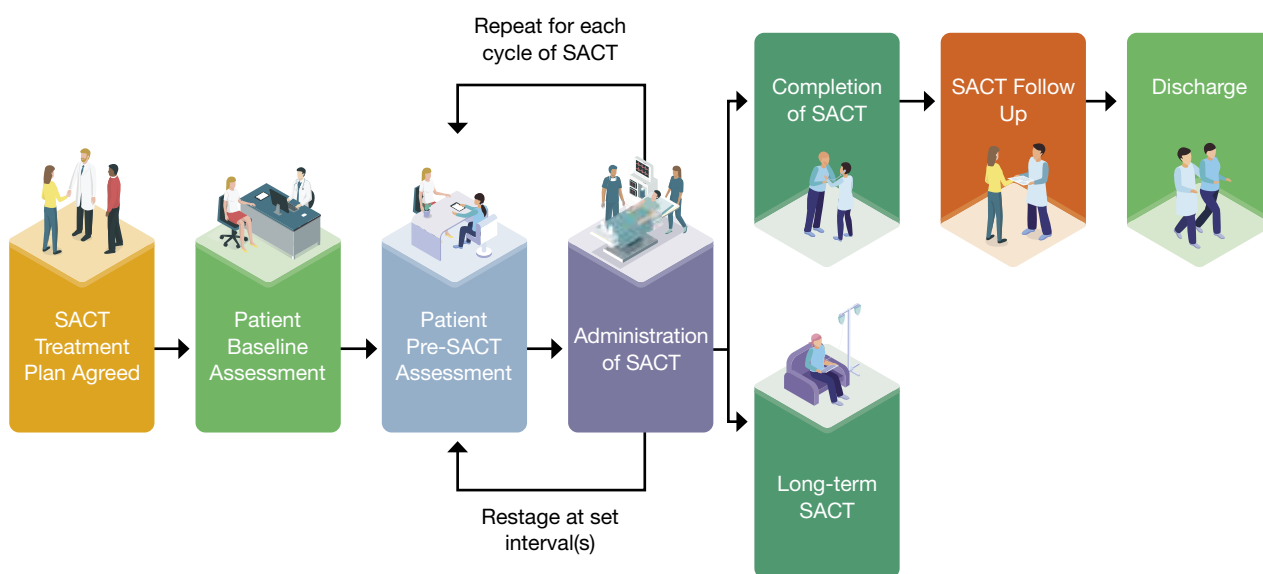 Repeat for each
cycle of SACT
SACT
Treatment
Plan Agreed
Patient
Baseline
Assessment
Patient
Pre-SACT
Assessment
Administration
of SACT
Restage at set
interval(s)
Completion
of SACT
SACT Follow
Up
Discharge
Long-term
SACT